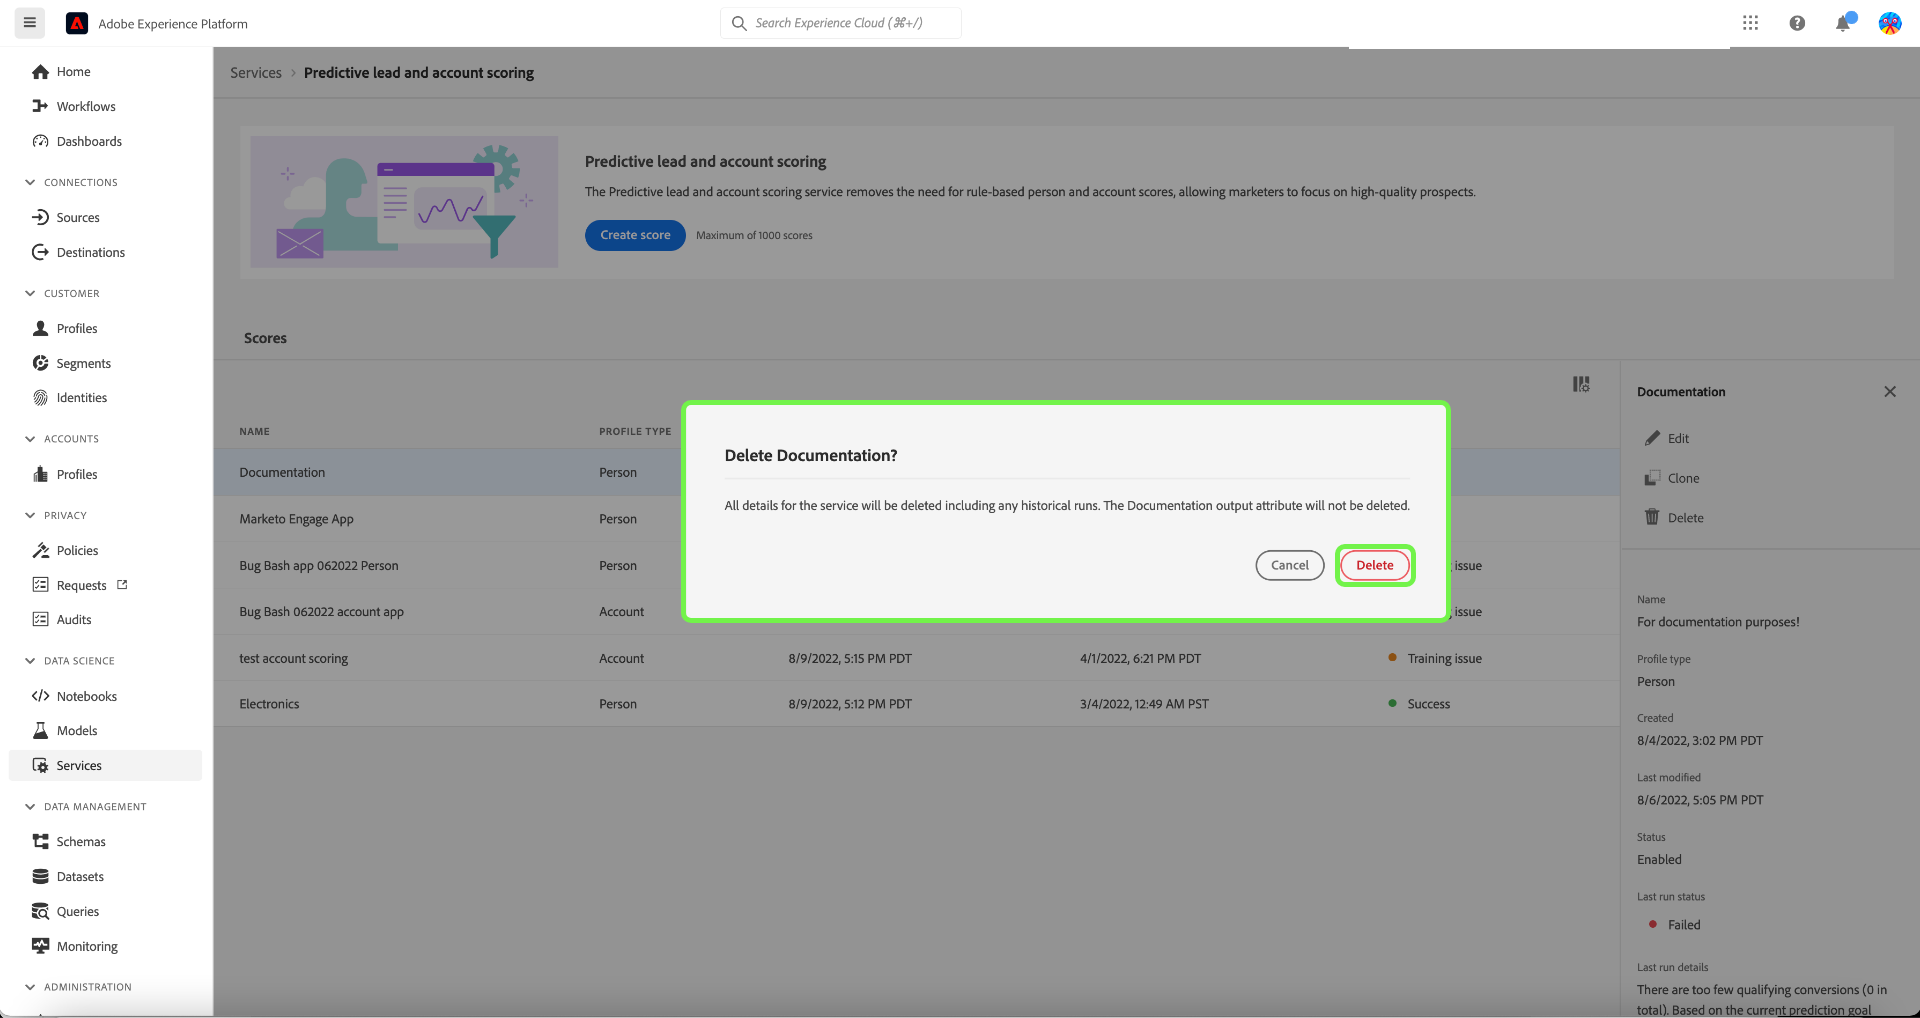 Adobe Experience Platform
Search Experience Cloud (⌘+/)
Home
Workflows
Dashboards
CONNECTIONS
Sources
Destinations
CUSTOMER
Profiles
Segments
Identities
ACCOUNTS
Profiles
PRIVACY
Policies
Requests
Audits
DATA SCIENCE
Notebooks
Models
Services
DATA MANAGEMENT
Schemas
Datasets
Queries
Monitoring
ADMINISTRATION
Services > Predictive lead and account scoring
Predictive lead and account scoring
The Predictive lead and account scoring service removes the need for rule-based person and account scores, allowing marketers to focus on high-quality prospects.
Create score Maximum of 1000 scores
Scores
NAME PROFILE TYPE
Documentation Person
Marketo Engage App Person
Bug Bash app 062022 Person Person issue
Bug Bash 062022 account app Account issue
test account scoring Account 8/9/2022, 5:15 PM PDT 4/1/2022, 6:21 PM PDT Training issue
Electronics Person 8/9/2022, 5:12 PM PDT 3/4/2022, 12:49 AM PST Success
Delete Documentation?
All details for the service will be deleted including any historical runs. The Documentation output attribute will not be deleted.
Cancel Delete
Documentation
Edit
Clone
Delete
Name
For documentation purposes!
Profile type
Person
Created
8/4/2022, 3:02 PM PDT
Last modified
8/6/2022, 5:05 PM PDT
Status
Enabled
Last run status
Failed
Last run details
There are too few qualifying conversions (0 in
total). Based on the current prediction goal